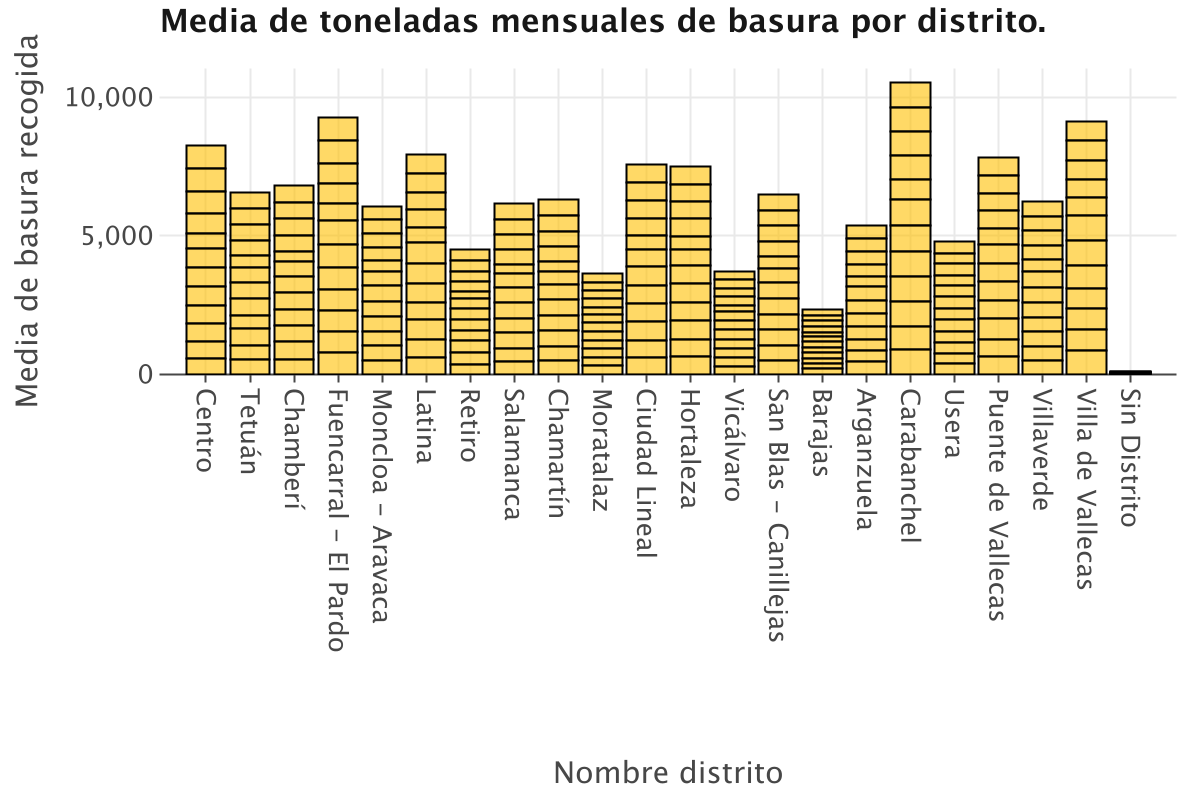 Media de toneladas mensuales de basura por distrito.
Media de basura recogida
10,000
5,000
0
Centro
Tetuán
Chamberí
Fuencarral - El Pardo
Moncloa - Aravaca
Latina
Retiro
Salamanca
Chamartín
Moratalaz
Ciudad Lineal
Hortaleza
Vicálvaro
San Blas - Canillejas
Barajas
Arganzuela
Carabanchel
Usera
Puente de Vallecas
Villaverde
Villa de Vallecas
Sin Distrito
Nombre distrito